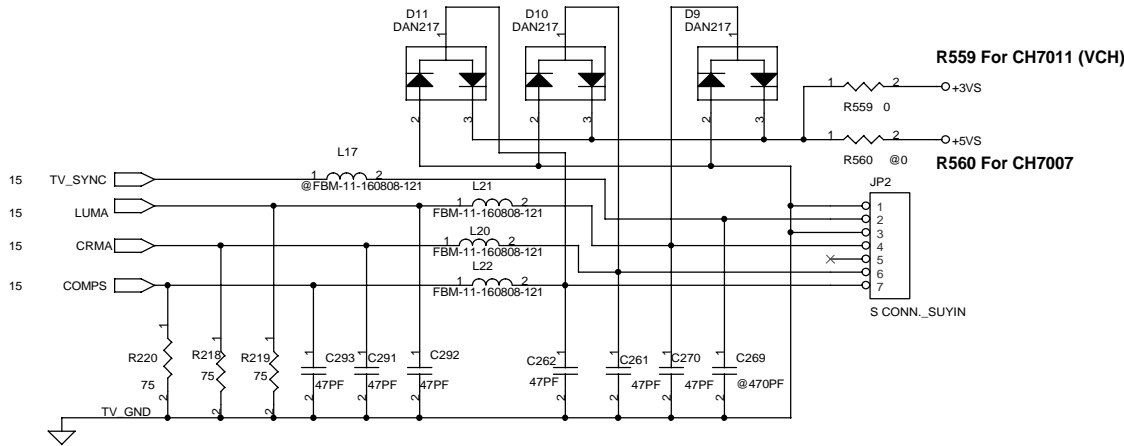 D11
DAN217
D10
DAN217
D9
DAN217
1
1
1
2
3
2
3
2
3
R559 For CH7011 (VCH)
1
2
+3VS
R559 0
1
2
+5VS
R560 @0
R560 For CH7007
JP2
1
2
3
4
5
6
7
S CONN._SUYIN
L17
15 TV_SYNC
1
2
@FBM-11-160808-121
L21
15 LUMA
1
2
FBM-11-160808-121
L20
15 CRMA
1
2
FBM-11-160808-121
L22
15 COMPS
1
2
FBM-11-160808-121
1
R220
75
2
1
R218
75
2
1
R219
75
2
1
C293
47PF
2
1
C291
47PF
2
1
C292
47PF
2
1
C262
47PF
2
1
C261
47PF
2
1
C270
47PF
2
1
C269
@470PF
2
TV_GND